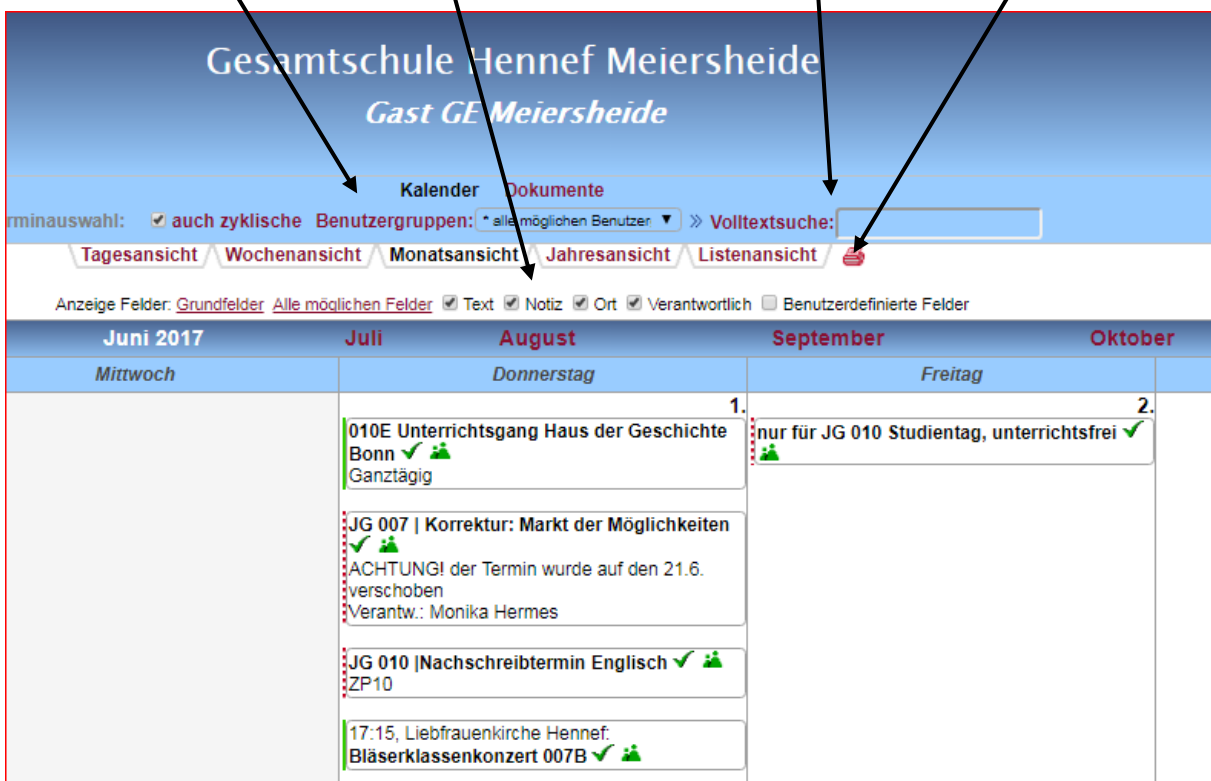 Gesamtschule Hennef Meiersheide
Gast GE Meiersheide
Kalender Dokumente
rminauswahl: auch zyklische Benutzergruppen: * alle möglichen Benutzer » Volltextsuche:
Tagesansicht Wochenansicht Monatsansicht Jahresansicht Listenansicht
Anzeige Felder: Grundfelder Alle möglichen Felder Text Notiz Ort Verantwortlich Benutzerdefinierte Felder
Juni 2017 Juli August September Oktober
Mittwoch Donnerstag Freitag
1. 2.
010E Unterrichtsgang Haus der Geschichte
Bonn
Ganztägig
nur für JG 010 Studientag, unterrichtsfrei
JG 007 | Korrektur: Markt der Möglichkeiten
ACHTUNG! der Termin wurde auf den 21.6.
verschoben
Verantw.: Monika Hermes
JG 010 |Nachschreibtermin Englisch
ZP10
17:15, Liebfrauenkirche Hennef:
Bläserklassenkonzert 007B